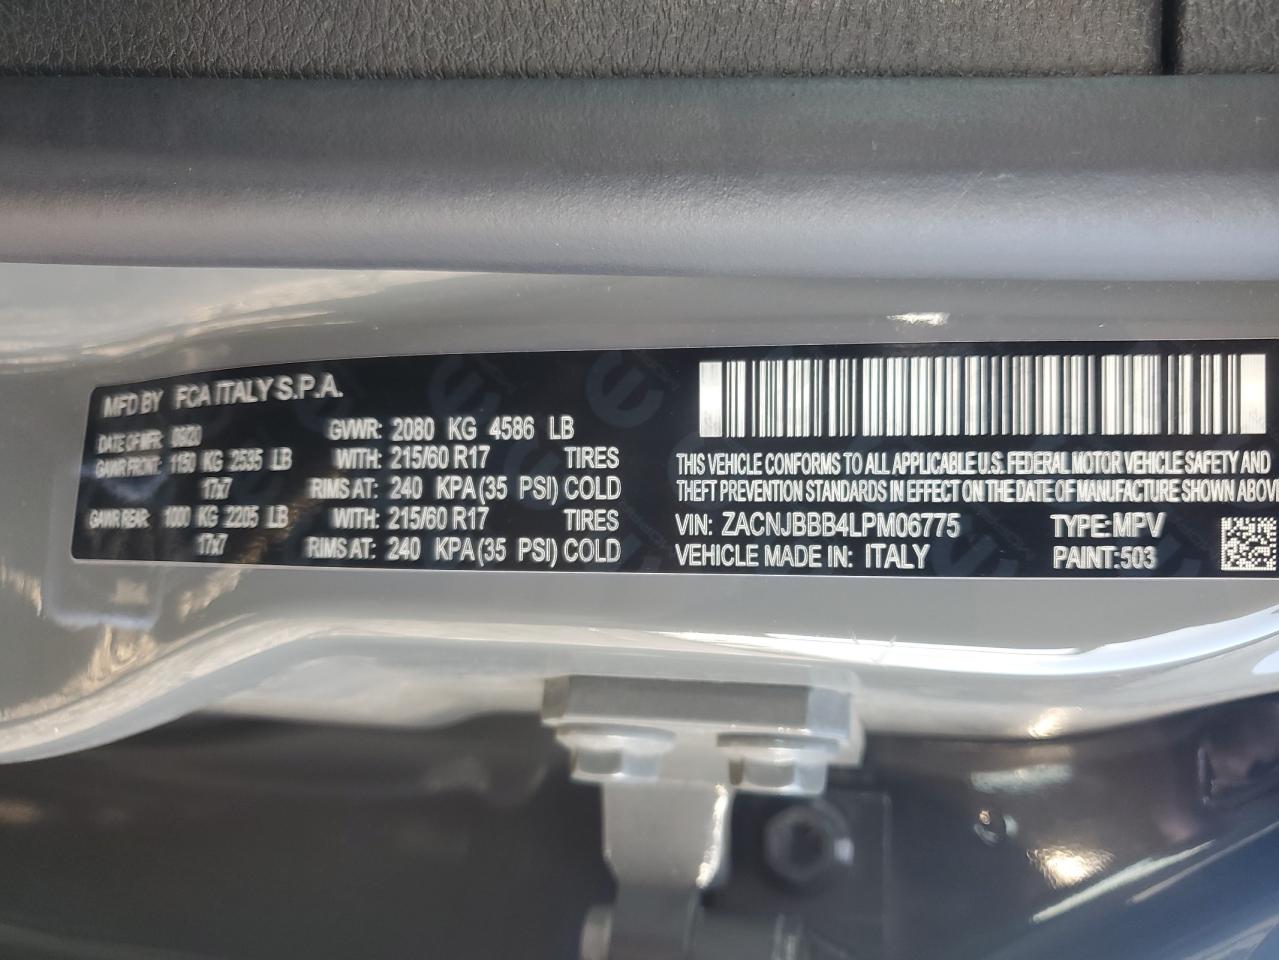 MFD BY FCA ITALY S.P.A.
DATE OF MFR 09/20 GVWR: 2080 KG 4586 LB
GAWR FRONT: 1150 KG 2535 LB WITH: 215/60 R17 TIRES
17x7 RIMS AT: 240 KPA (35 PSI) COLD
GAWR REAR: 1000 KG 2205 LB WITH: 215/60 R17 TIRES
17x7 RIMS AT: 240 KPA (35 PSI) COLD
THIS VEHICLE CONFORMS TO ALL APPLICABLE U.S. FEDERAL MOTOR VEHICLE SAFETY AND
THEFT PREVENTION STANDARDS IN EFFECT ON THE DATE OF MANUFACTURE SHOWN ABOVE
VIN: ZACNJBBB4LPM06775 TYPE: MPV
VEHICLE MADE IN: ITALY PAINT: 503